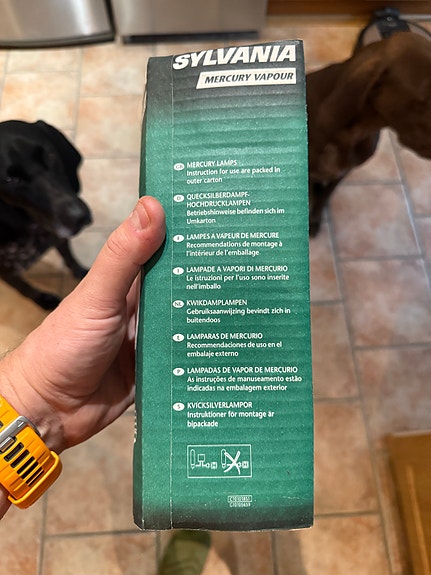 SYLVANIA
MERCURY VAPOUR
GB MERCURY LAMPS
Instruction for use are packed in
outer carton
D QUECKSILBERDAMPF-
HOCHDRUCKLAMPEN
Betriebshinweise befinden sich im
Umkarton
F LAMPES A VAPEUR DE MERCURE
Recommendations de montage à
l'intérieur de l'emballage.
I LAMPADE A VAPORI DI MERCURIO
Le istruzioni per l'uso sono inserite
nell'imballo
NL KWIKDAMPLAMPEN
Gebruiksaanwijzing bevindt zich in
buitendoos
E LAMPARAS DE MERCURIO
Recomendaciones de uso en el
embalaje externo
P LAMPADAS DE VAPOR DE MERCURIO
As instruções de manuseamento estão
indicadas na embalagem exterior
S KVICKSILVERLAMPOR
Instruktioner för montage är
bipackade